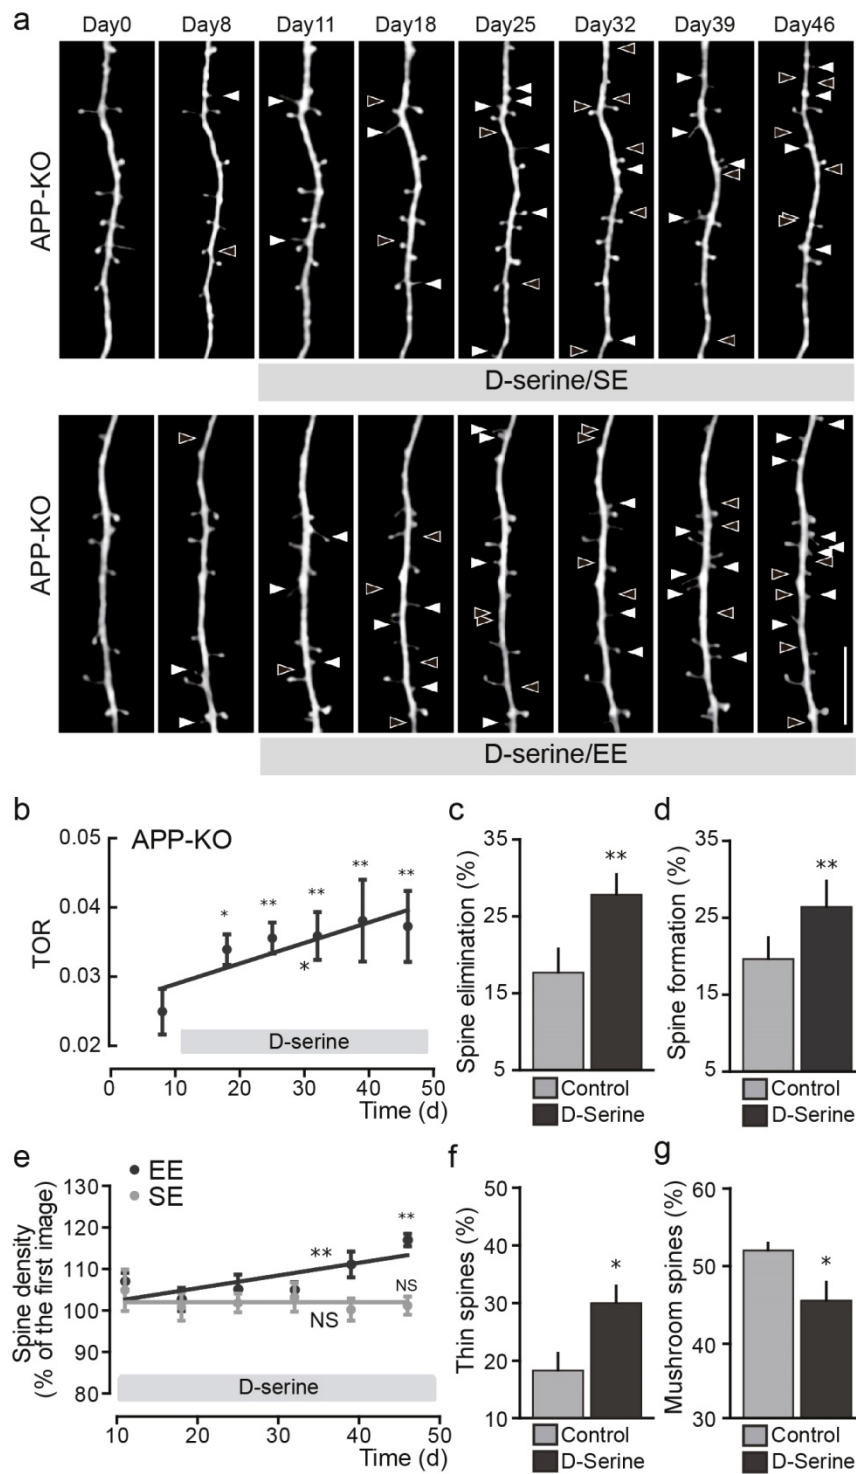 a
Day0 Day8 Day11 Day18 Day25 Day32 Day39 Day46
APP-KO
D-serine/SE
APP-KO
D-serine/EE
b
APP-KO
0.05
0.04
0.03
0.02
TOR
* ** ** ** **
*
D-serine
0 10 20 30 40 50
Time (d)
c
Spine elimination (%)
35
25
15
5
**
Control
D-Serine
d
Spine formation (%)
35
25
15
5
**
Control
D-Serine
e
EE
SE
Spine density
(% of the first image)
130
120
110
100
90
80
**
**
NS
NS
D-serine
10 20 30 40 50
Time (d)
f
Thin spines (%)
50
40
30
20
10
*
Control
D-Serine
g
Mushroom spines (%)
60
50
40
30
*
Control
D-Serine